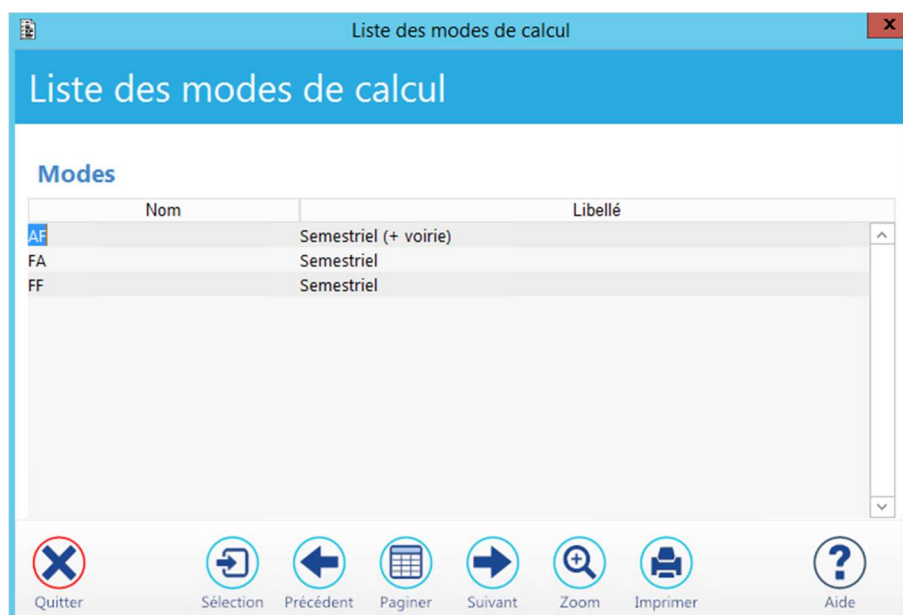 Liste des modes de calcul
Liste des modes de calcul
Modes
Nom Libellé
AF Semestriel (+ voirie)
FA Semestriel
FF Semestriel
Quitter Sélection Précédent Paginer Suivant Zoom Imprimer Aide